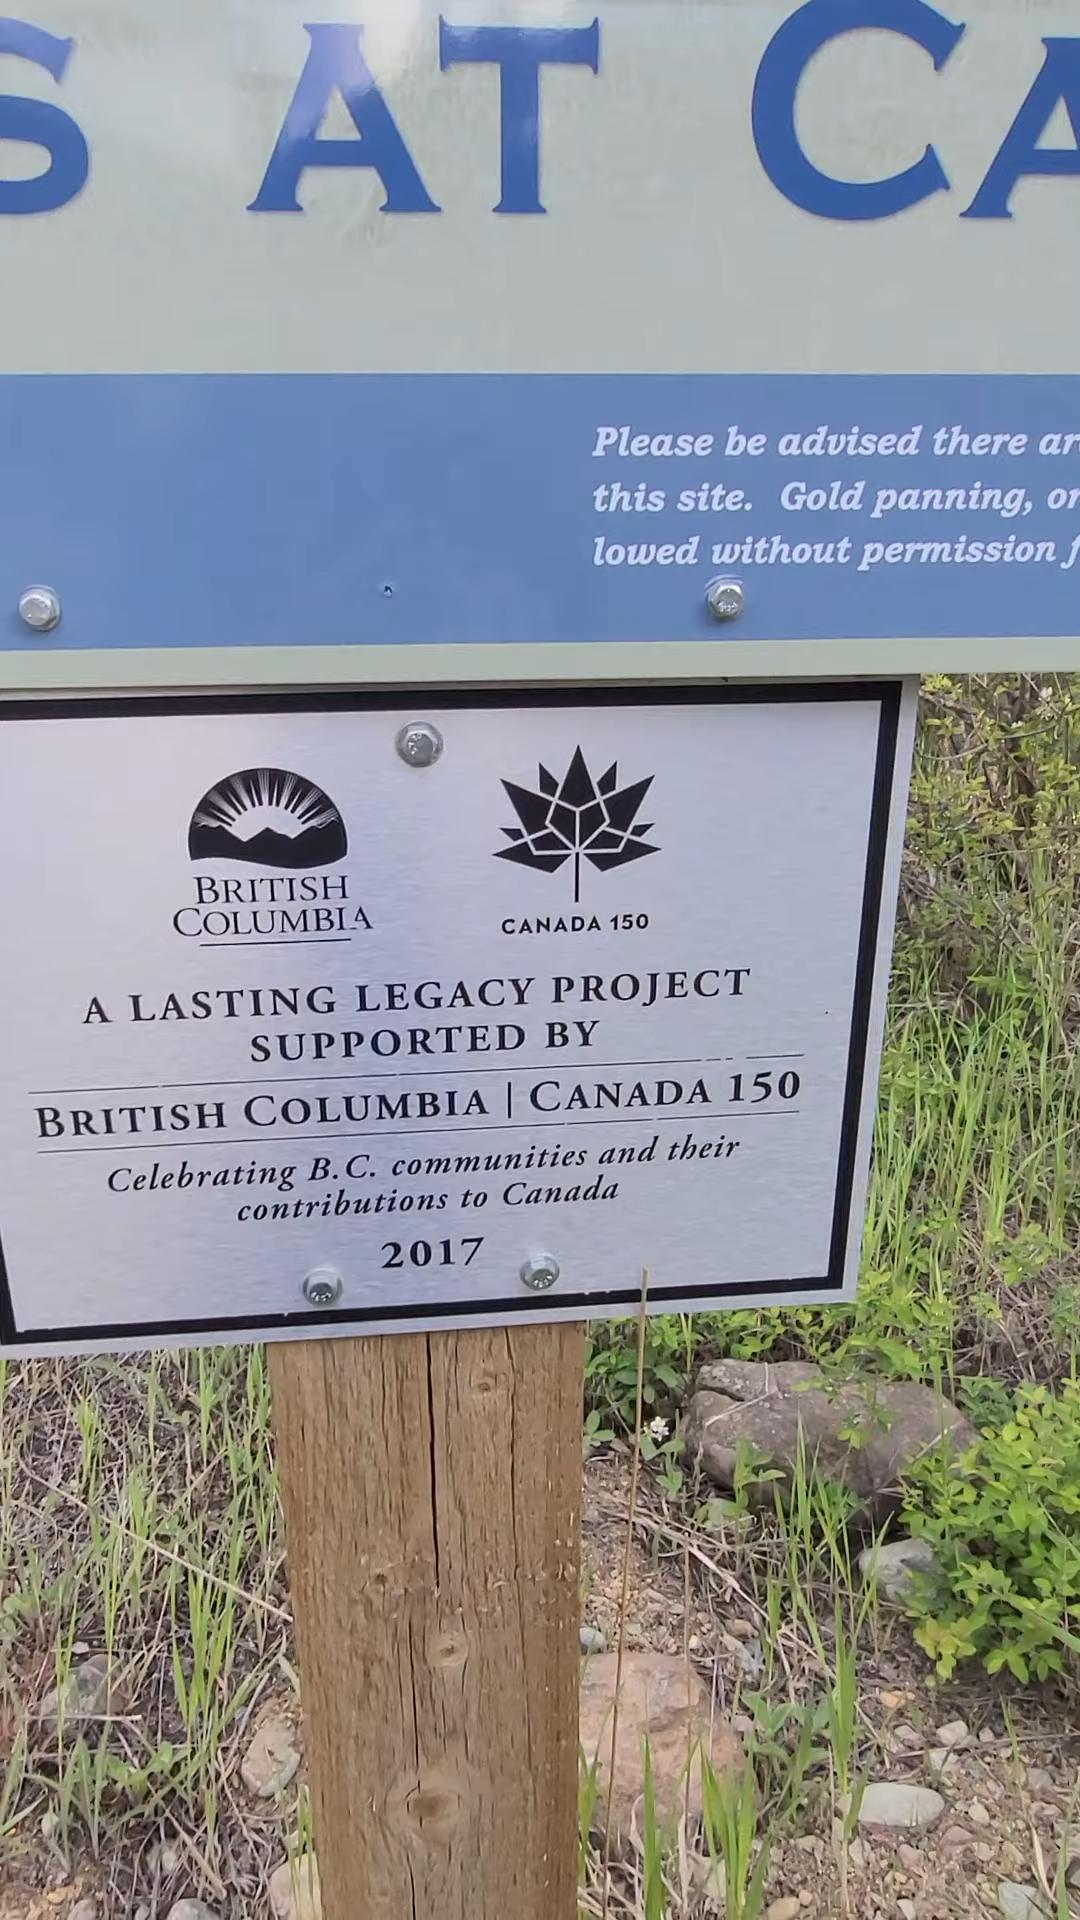 S AT CA
Please be advised there ar
this site. Gold panning, or
lowed without permission f
BRITISH
COLUMBIA
CANADA 150
A LASTING LEGACY PROJECT
SUPPORTED BY
BRITISH COLUMBIA | CANADA 150
Celebrating B.C. communities and their
contributions to Canada
2017